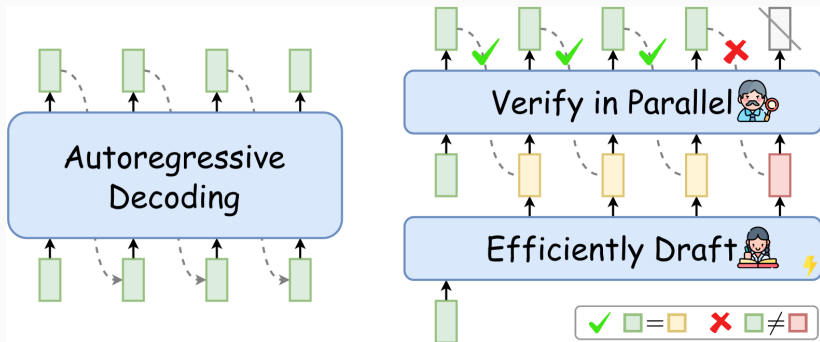 Autoregressive
Decoding
Verify in Parallel
Efficiently Draft
= ≠